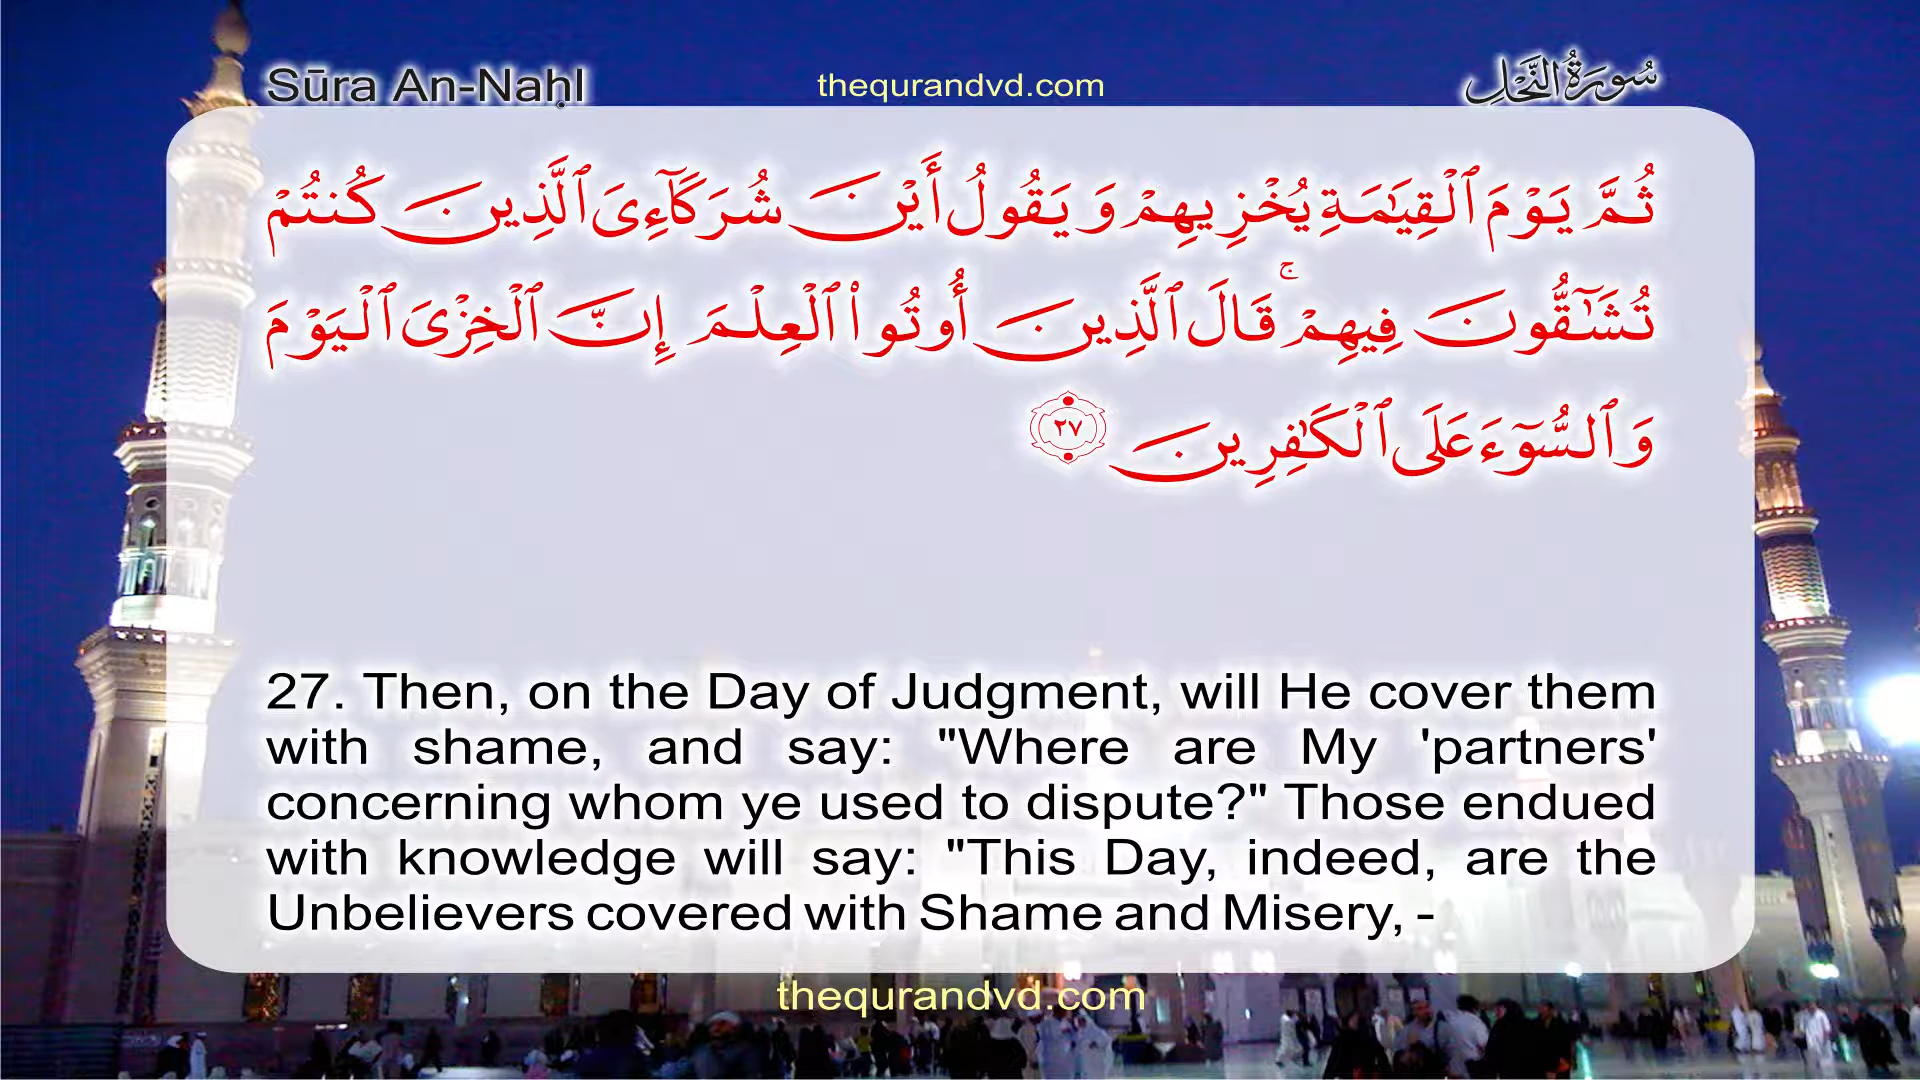 Sūra An-Naḥl
thequrandvd.com
سُورَةُ النَّحْلِ
ثُمَّ يَوْمَ ٱلْقِيَٰمَةِ يُخْزِيهِمْ وَيَقُولُ أَيْنَ شُرَكَآءِىَ ٱلَّذِينَ كُنتُمْ
تُشَٰٓقُّونَ فِيهِمْ ۚ قَالَ ٱلَّذِينَ أُوتُوا۟ ٱلْعِلْمَ إِنَّ ٱلْخِزْىَ ٱلْيَوْمَ
وَٱلسُّوٓءَ عَلَى ٱلْكَٰفِرِينَ ٢٧
27. Then, on the Day of Judgment, will He cover them
with shame, and say: "Where are My 'partners'
concerning whom ye used to dispute?" Those endued
with knowledge will say: "This Day, indeed, are the
Unbelievers covered with Shame and Misery, -
thequrandvd.com